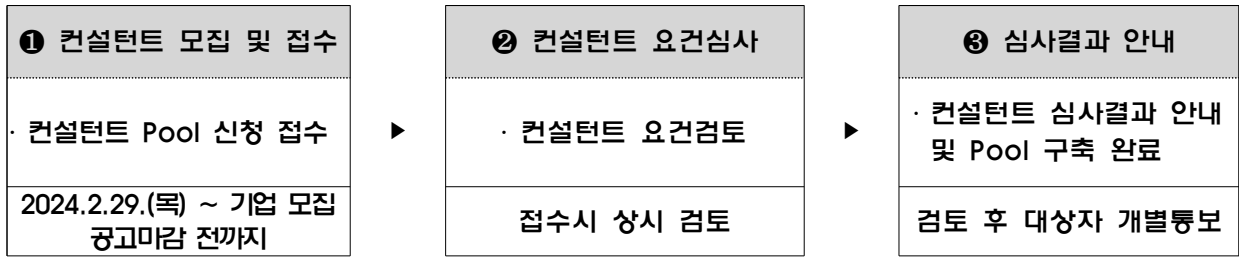 ❶ 컨설턴트 모집 및 접수
· 컨설턴트 Pool 신청 접수
2024.2.29.(목) ~ 기업 모집
공고마감 전까지
▶
❷ 컨설턴트 요건심사
· 컨설턴트 요건검토
접수시 상시 검토
▶
❸ 심사결과 안내
· 컨설턴트 심사결과 안내
및 Pool 구축 완료
검토 후 대상자 개별통보